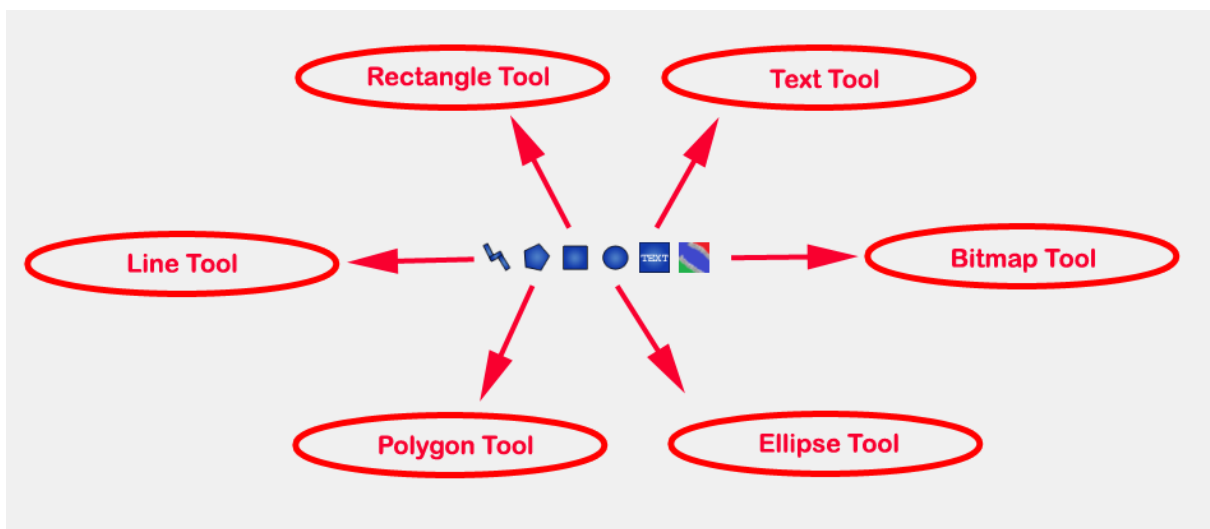 Rectangle Tool
Text Tool
Line Tool
TEXT
Bitmap Tool
Polygon Tool
Ellipse Tool